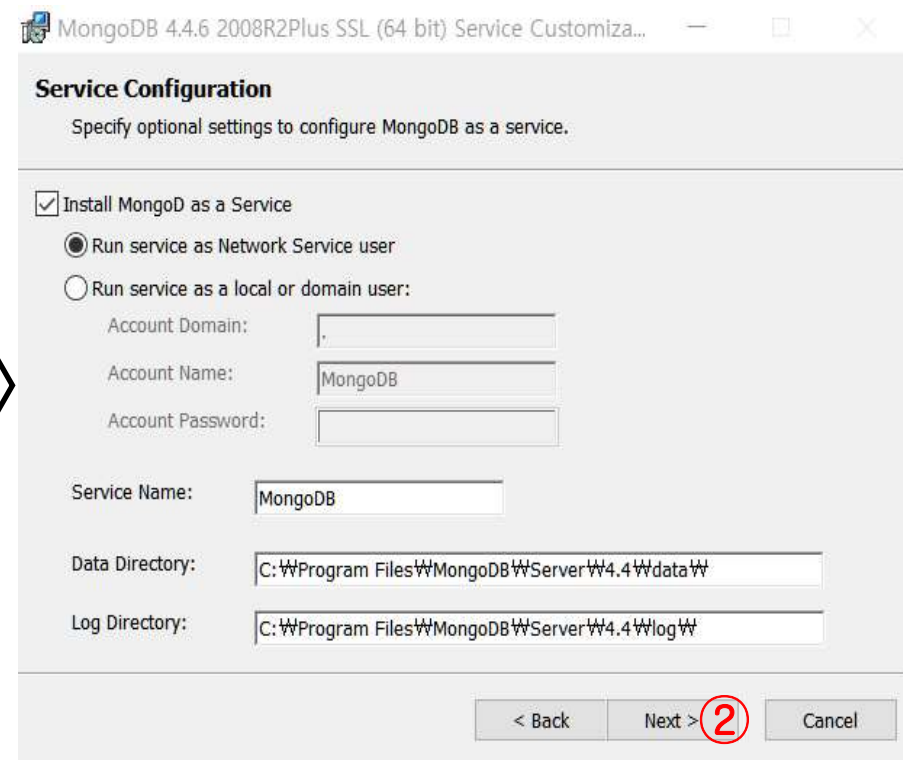 MongoDB 4.4.6 2008R2Plus SSL (64 bit) Service Customiza...
Service Configuration
Specify optional settings to configure MongoDB as a service.
Install MongoD as a Service
Run service as Network Service user
Run service as a local or domain user:
Account Domain: .
Account Name: MongoDB
Account Password:
Service Name: MongoDB
Data Directory: C:₩Program Files₩MongoDB₩Server₩4.4₩data₩
Log Directory: C:₩Program Files₩MongoDB₩Server₩4.4₩log₩
< Back Next > ② Cancel